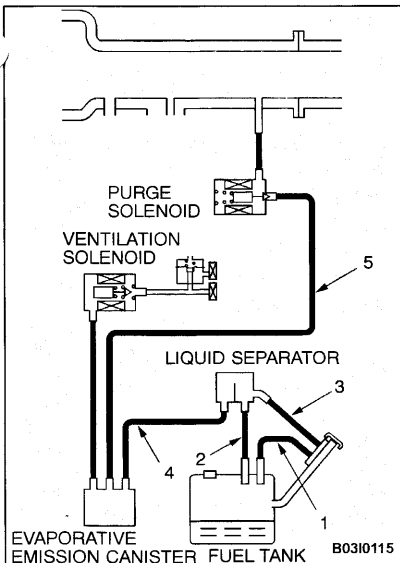 PURGE
SOLENOID
VENTILATION
SOLENOID
5
LIQUID SEPARATOR
3
4
2
1
EVAPORATIVE
EMISSION CANISTER
FUEL TANK
B03I0115